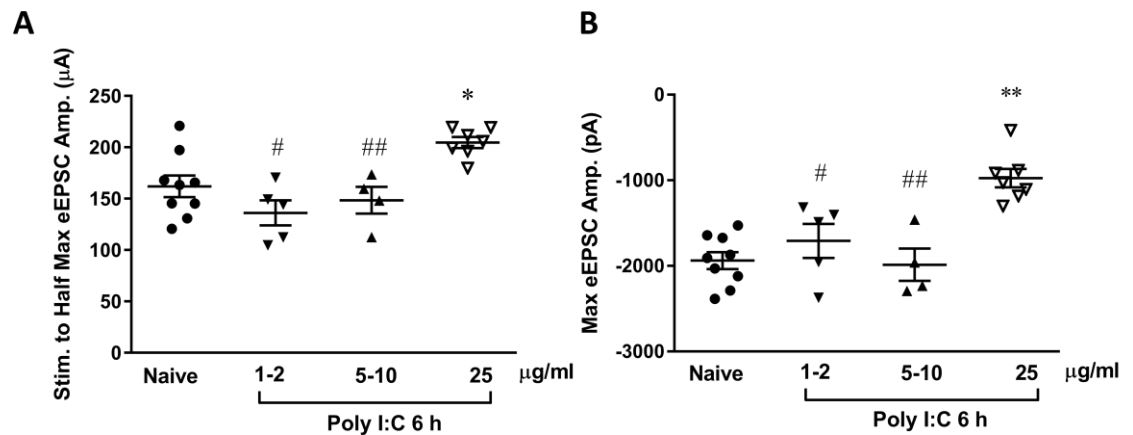 A
Stim. to Half Max eEPSC Amp. (µA)
250
200
150
100
50
0
#
##
*
Naive
1-2
5-10
25
µg/ml
Poly I:C 6 h
B
Max eEPSC Amp. (pA)
0
-1000
-2000
-3000
#
##
**
Naive
1-2
5-10
25
µg/ml
Poly I:C 6 h